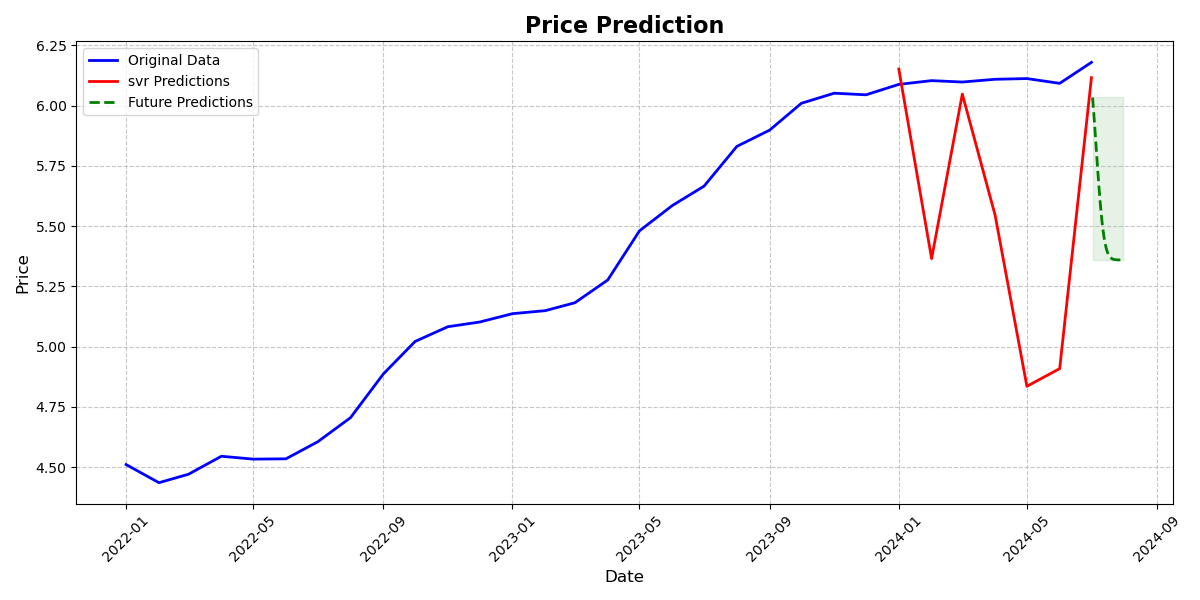 Price Prediction
Original Data
svr Predictions
Future Predictions
Price
6.25
6.00
5.75
5.50
5.25
5.00
4.75
4.50
2022-01
2022-05
2022-09
2023-01
2023-05
2023-09
2024-01
2024-05
2024-09
Date